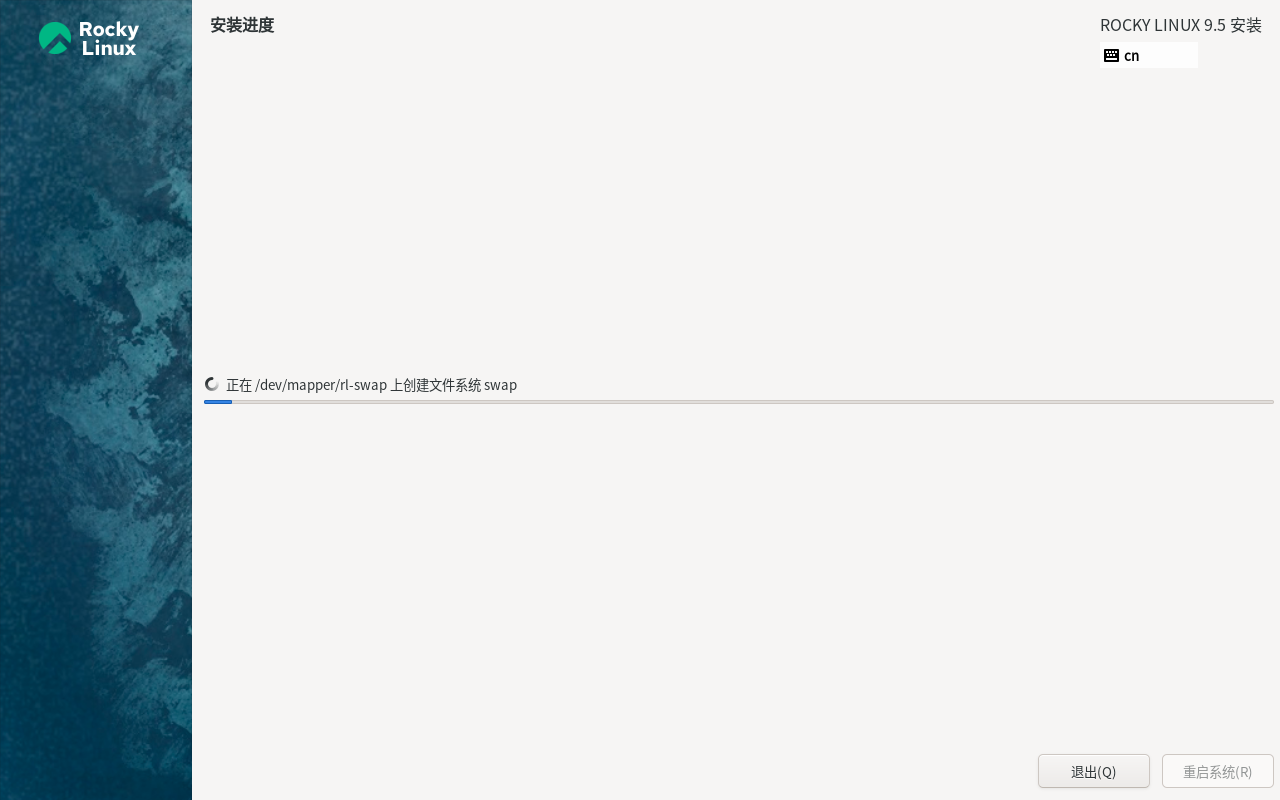 Rocky
Linux
安装进度
ROCKY LINUX 9.5 安装
cn
正在 /dev/mapper/rl-swap 上创建文件系统 swap
退出(Q)
重启系统(R)